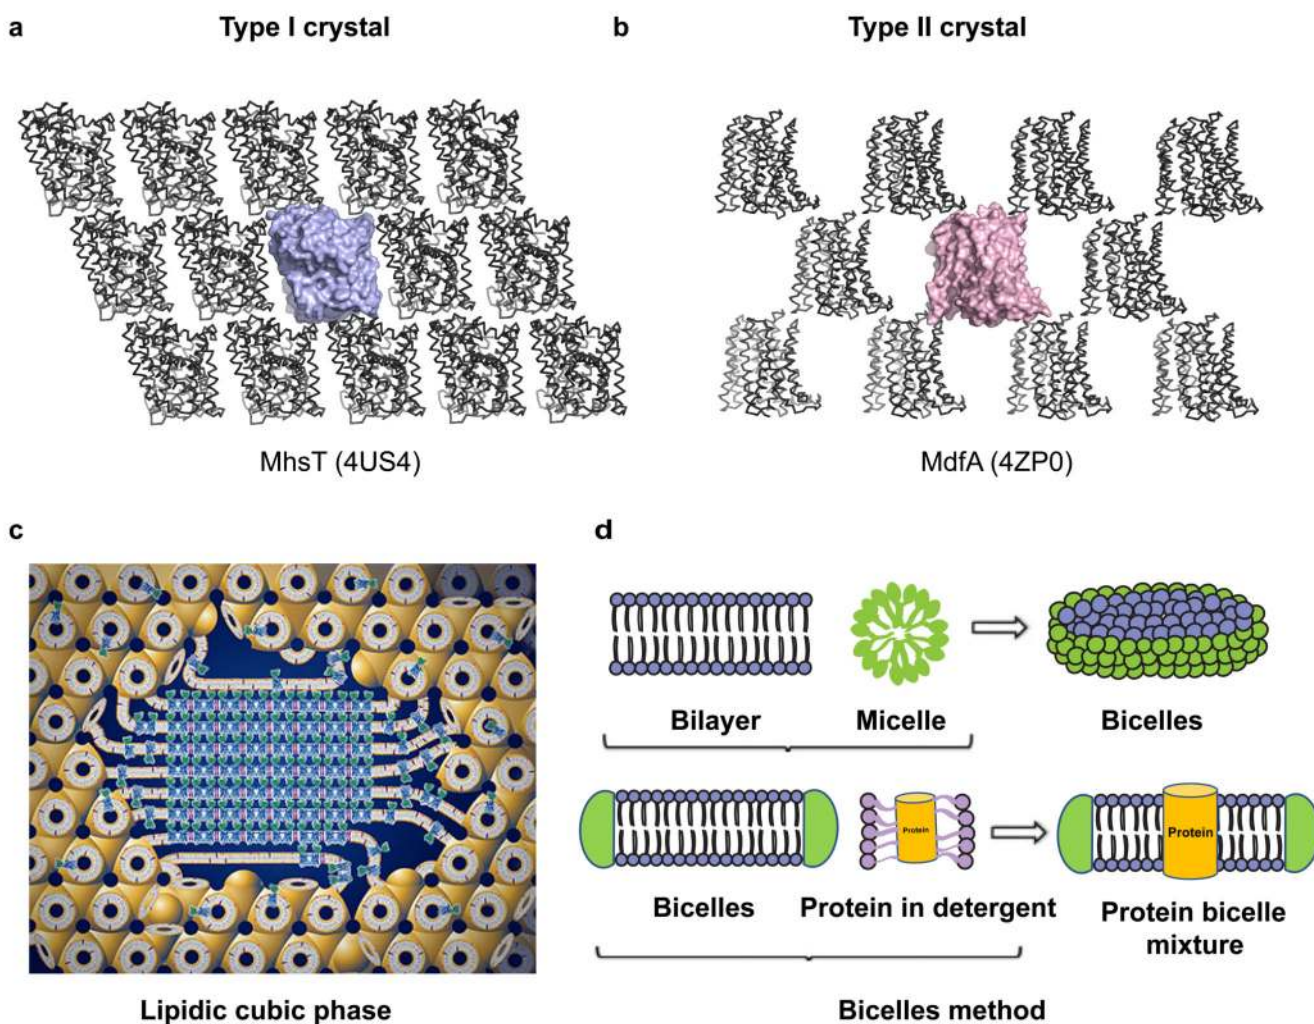 a
Type I crystal
b
Type II crystal
MhsT (4US4)
MdfA (4ZP0)
c
d
Bilayer
Micelle
Bicelles
Protein
Protein
Bicelles
Protein in detergent
Protein bicelle
mixture
Lipidic cubic phase
Bicelles method